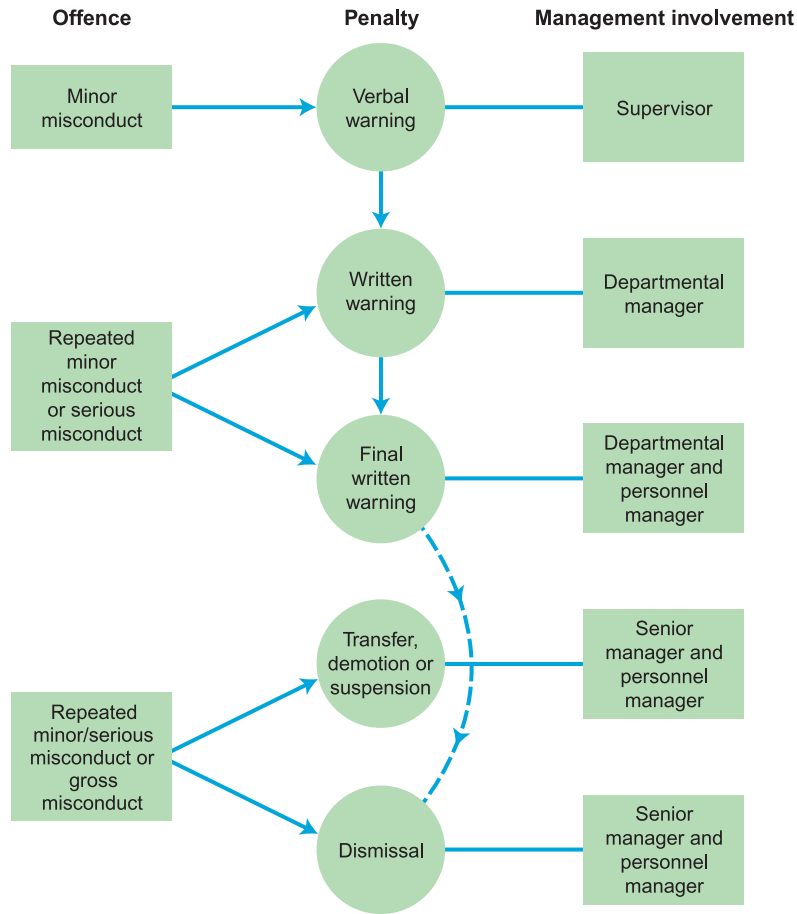 Offence
Penalty
Management involvement
Minor
misconduct
Verbal
warning
Supervisor
Written
warning
Departmental
manager
Repeated
minor
misconduct
or serious
misconduct
Final
written
warning
Departmental
manager and
personnel
manager
Transfer,
demotion or
suspension
Senior
manager and
personnel
manager
Repeated
minor/serious
misconduct or
gross
misconduct
Dismissal
Senior
manager and
personnel
manager